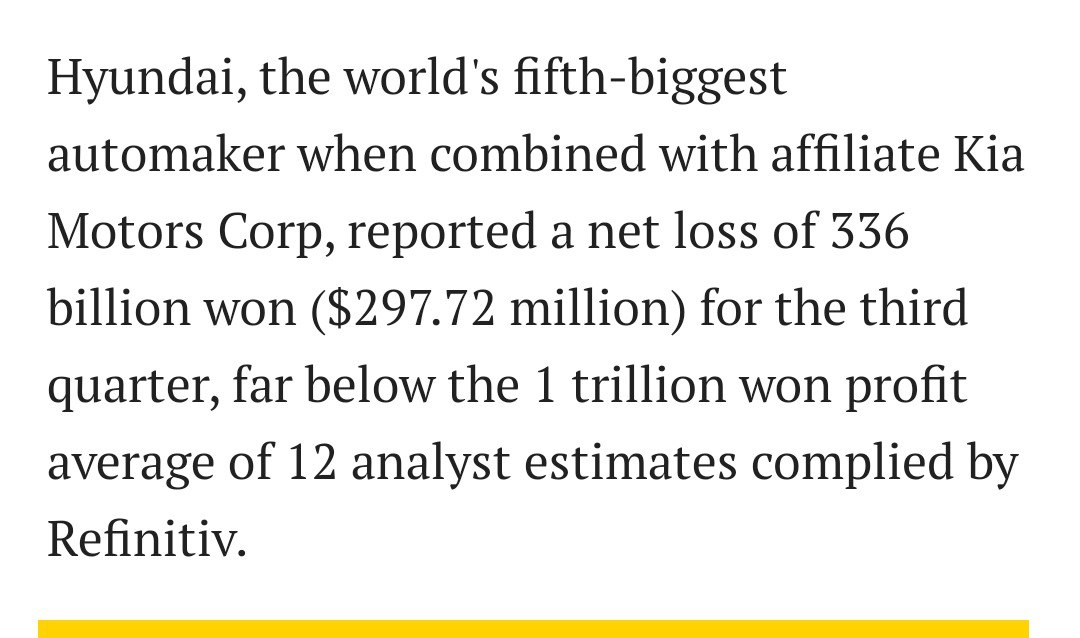 Hyundai, the world's fifth-biggest
automaker when combined with affiliate Kia
Motors Corp, reported a net loss of 336
billion won ($297.72 million) for the third
quarter, far below the 1 trillion won profit
average of 12 analyst estimates complied by
Refinitiv.